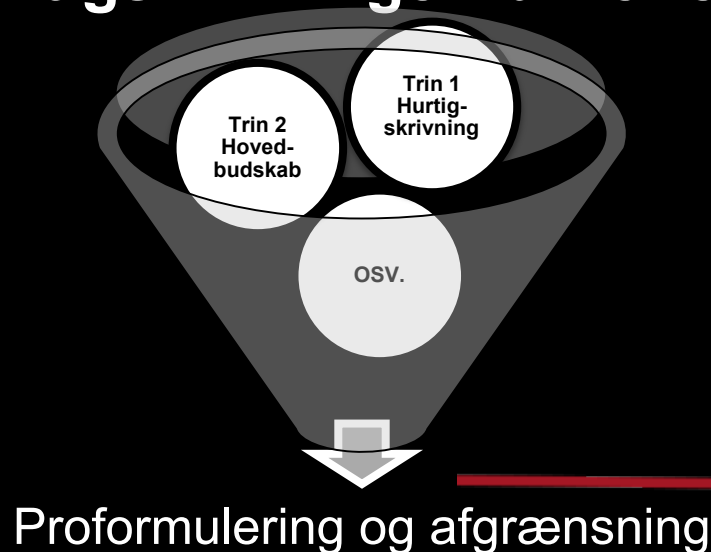 Trin 1
Hurtig-
skrivning
Trin 2
Hoved-
budskab
OSV.
Proformulering og afgrænsning